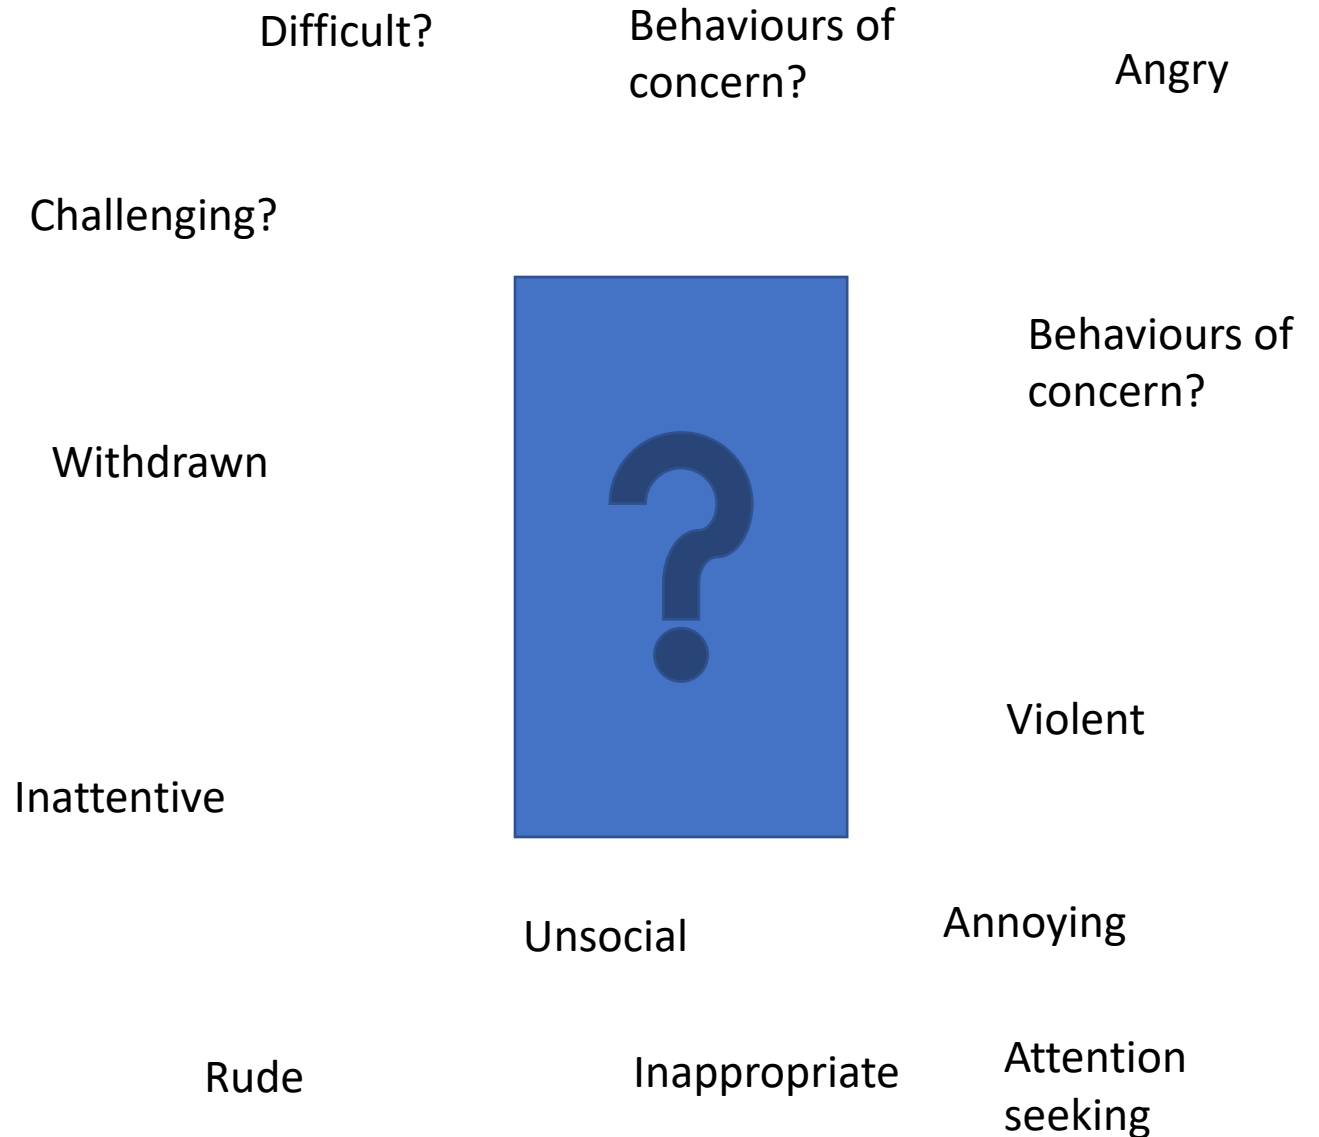 Difficult?
Behaviours of
concern?
Angry
Challenging?
Behaviours of
concern?
Withdrawn
?
Violent
Inattentive
Unsocial
Annoying
Rude
Inappropriate
Attention
seeking